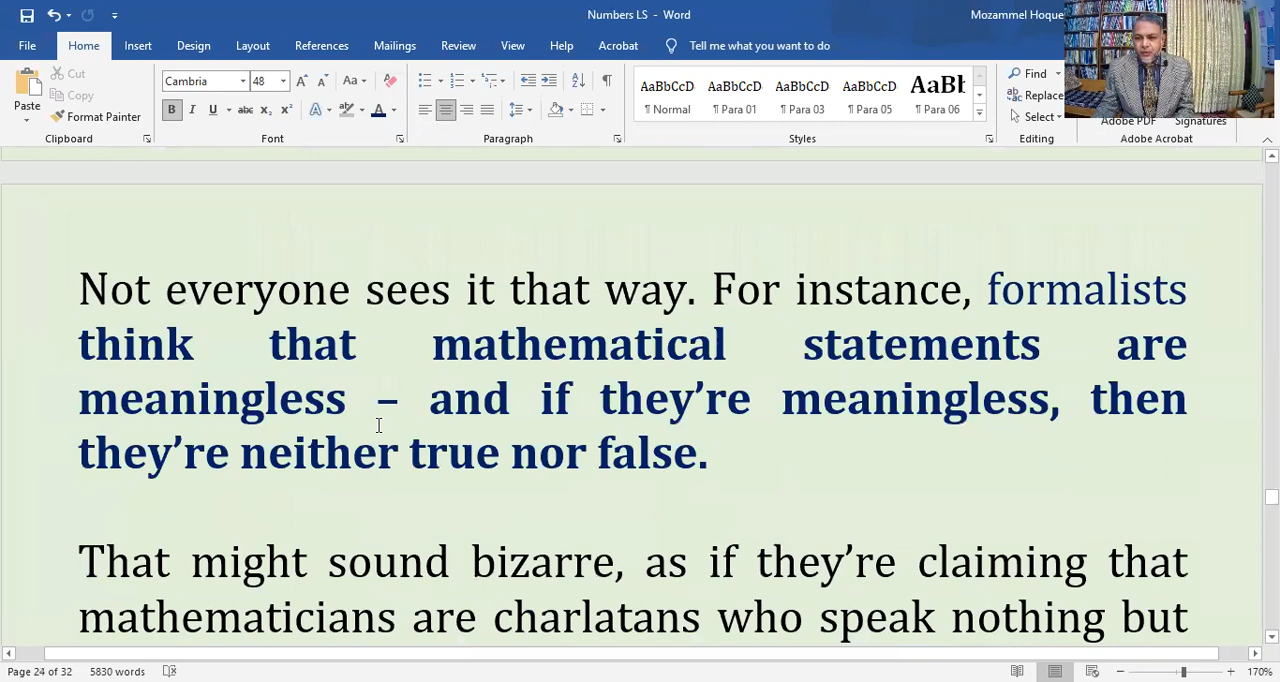 Numbers LS - Word
Mozammel Hoque
File Home Insert Design Layout References Mailings Review View Help Acrobat Tell me what you want to do
Paste
Cut
Copy
Format Painter
Clipboard
Cambria 48
Aa
B I U abc x₂ x² A A
Font
Paragraph
AaBbCcD AaBbCcD AaBbCcD AaBbCcD AaBb
¶ Normal ¶ Para 01 ¶ Para 03 ¶ Para 05 ¶ Para 06
Styles
Find
Replace
Select
Editing
Adobe PDF Signatures
Adobe Acrobat
Not everyone sees it that way. For instance, formalists
think that mathematical statements are
meaningless – and if they’re meaningless, then
they’re neither true nor false.
That might sound bizarre, as if they’re claiming that
mathematicians are charlatans who speak nothing but
Page 24 of 32 5830 words
170%